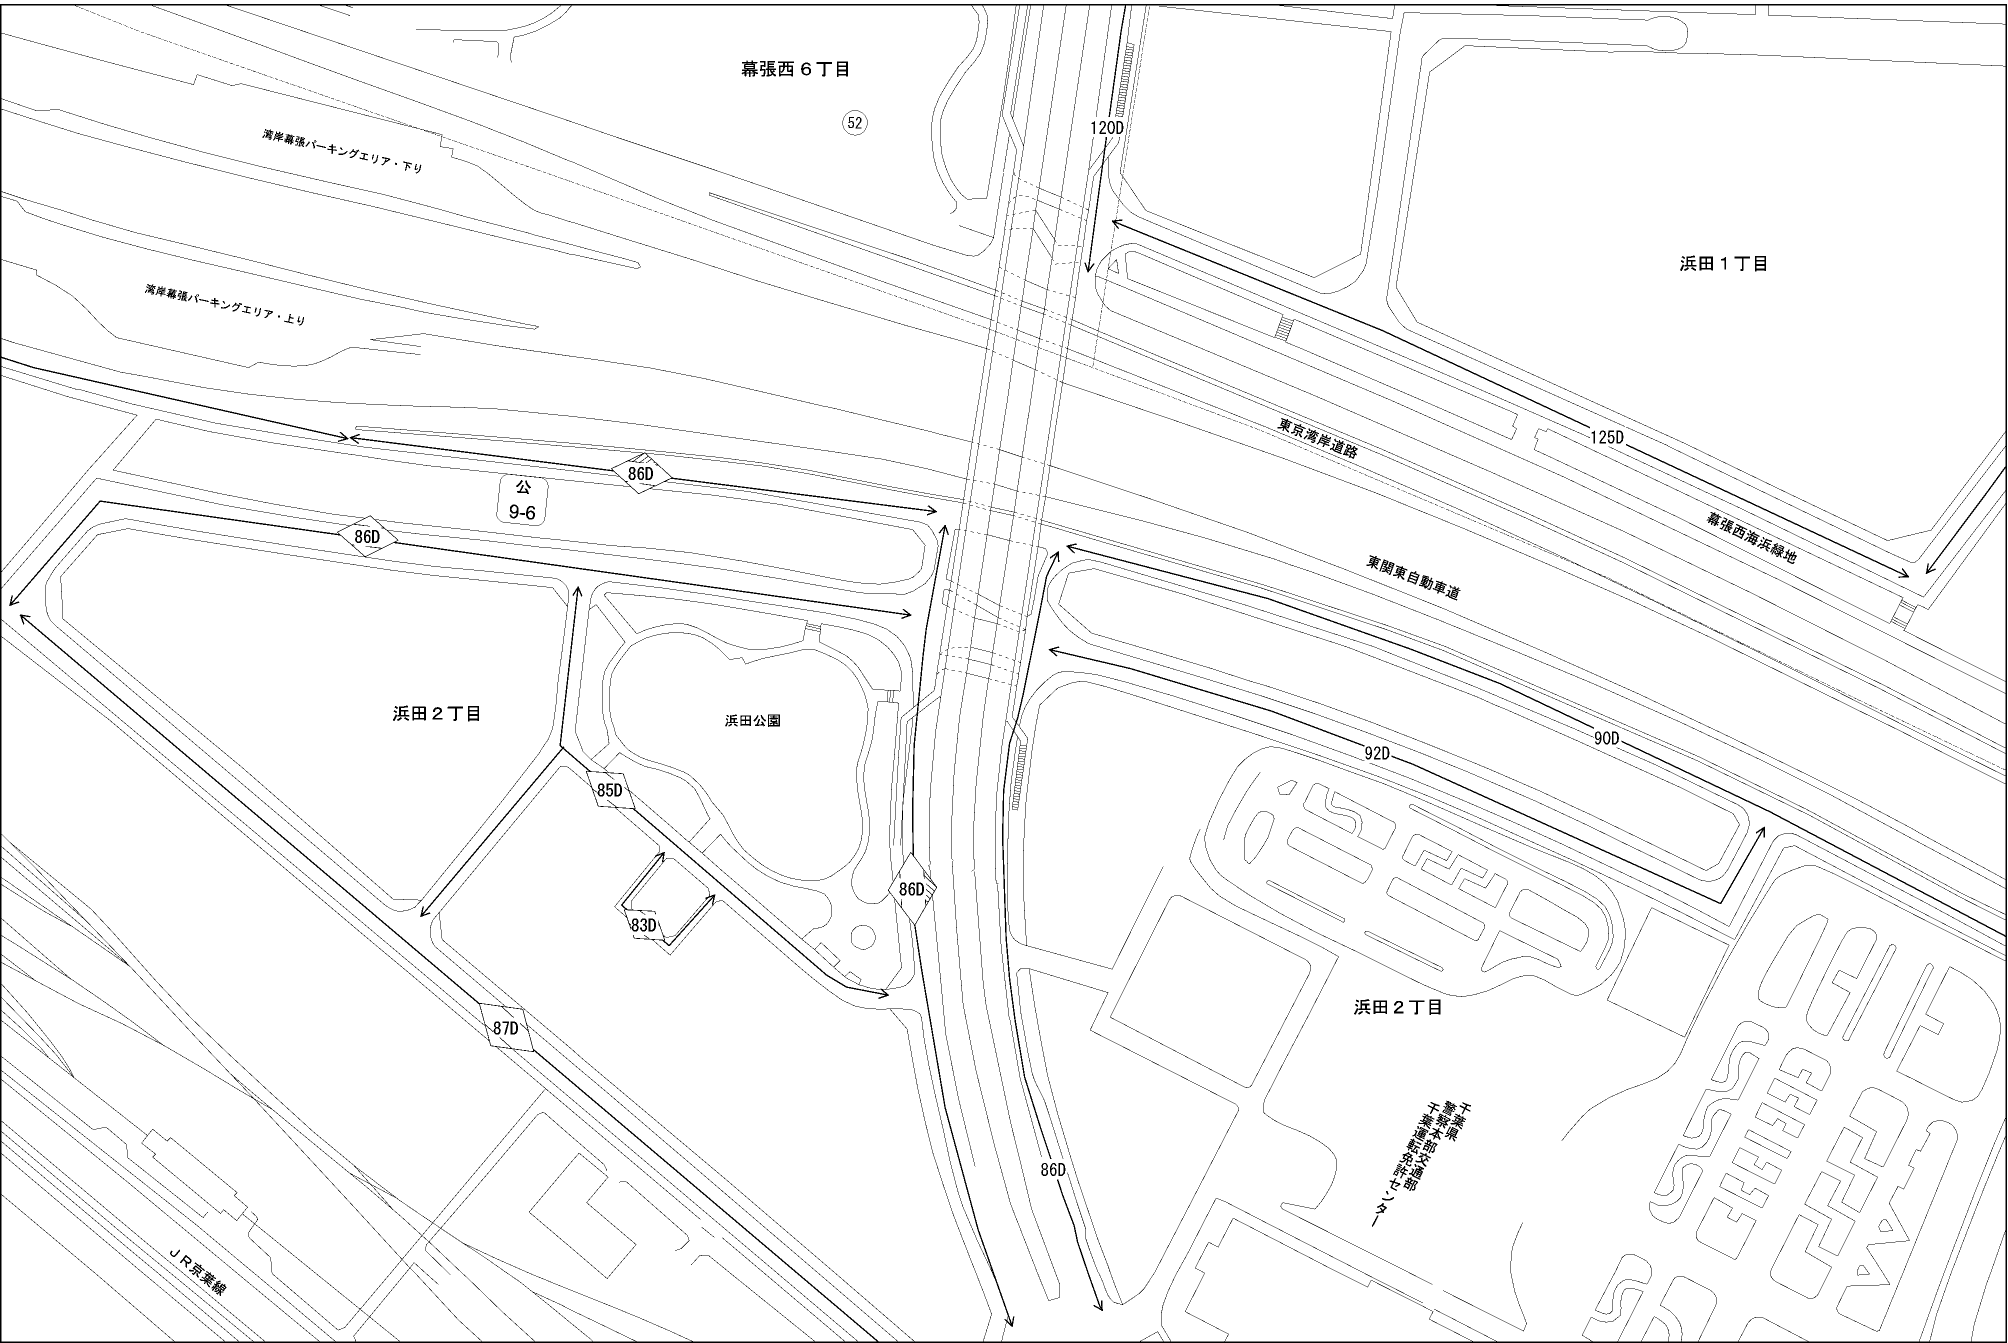 幕張西６丁目
52
120D
湾岸幕張パーキングエリア・下り
浜田１丁目
湾岸幕張パーキングエリア・上り
東京湾岸道路
125D
86D
公
9-6
幕張西海浜緑地
86D
東関東自動車道
浜田２丁目
浜田公園
90D
92D
85D
86D
83D
浜田２丁目
87D
千葉県
警察本部交通部
千葉運転免許センター
86D
ＪＲ京葉線